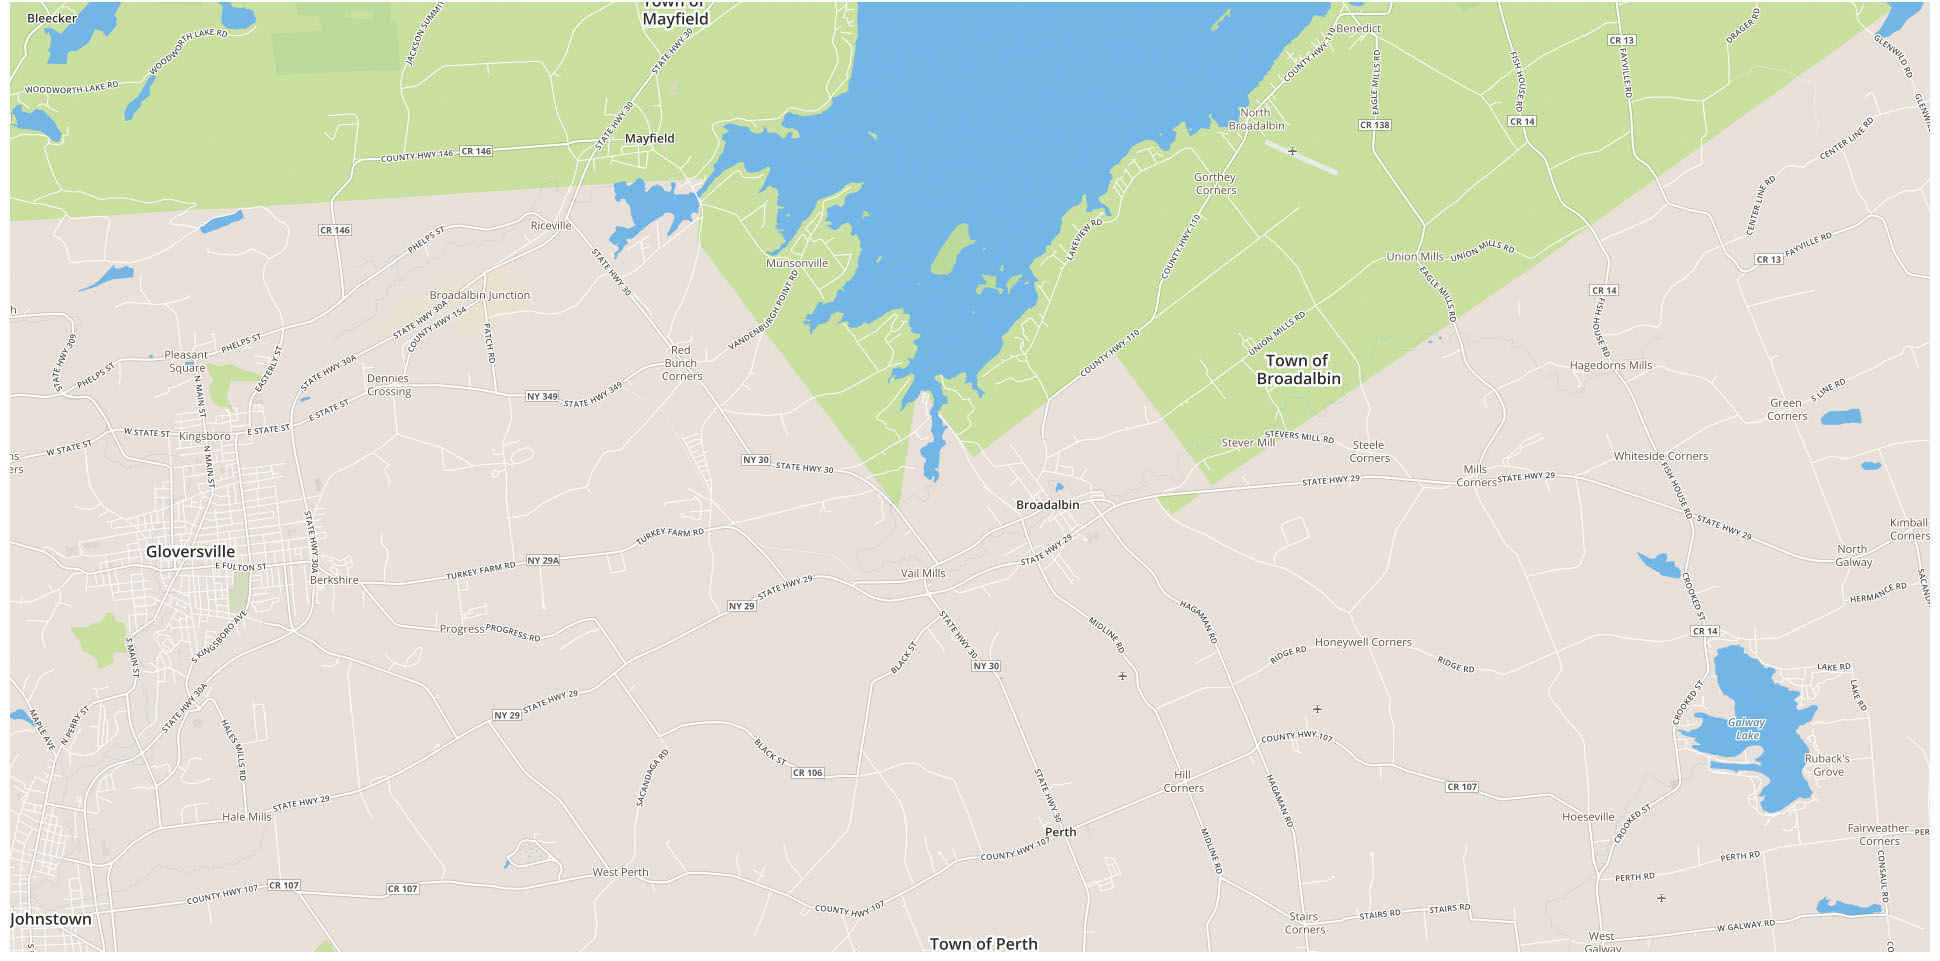 Bleecker
Town of
Mayfield
WOODWORTH LAKE RD
WOODWORTH LAKE RD
JACKSON SUMMIT
STATE HWY 30
Benedict
COUNTY HWY 110
EAGLE MILLS RD
FISH HOUSE RD
CR 13
FAYVILLE RD
DRAGER RD
GLENWILD RD
STATE HWY 30
Mayfield
North
Broadalbin
CR 138
CR 14
CENTER LINE RD
COUNTY HWY 146
CR 146
Gorthey
Corners
CENTER LINE RD
CR 146
PHELPS ST
Riceville
STATE HWY 30
Munsonville
LAKEVIEW RD
COUNTY HWY 110
Union Mills
UNION MILLS RD
EAGLE MILLS RD
CR 13
FAYVILLE RD
Broadalbin Junction
STATE HWY 30A
COUNTY HWY 154
PATCH RD
VANDENBURGH POINT RD
CR 14
FISH HOUSE RD
STATE HWY 309
PHELPS ST
Pleasant
Square
PHELPS ST
EASTERLY ST
STATE HWY 30A
N MAIN ST
Dennies
Crossing
Red
Bunch
Corners
COUNTY HWY 110
UNION MILLS RD
Town of
Broadalbin
Hagedorns Mills
E STATE ST
NY 349
STATE HWY 349
Green
Corners
S LINE RD
W STATE ST
W STATE ST
Kingsboro
E STATE ST
N MAIN ST
Stever Mill
STEVERS MILL RD
Steele
Corners
NY 30
STATE HWY 30
Mills
Corners
STATE HWY 29
STATE HWY 29
Whiteside Corners
FISH HOUSE RD
Broadalbin
STATE HWY 29
STATE HWY 29
Kimball
Corners
North
Galway
Gloversville
E FULTON ST
STATE HWY 30A
Berkshire
TURKEY FARM RD
NY 29A
TURKEY FARM RD
Vail Mills
STATE HWY 29
NY 29
HAGAMAN RD
CROOKED ST
HERMANCE RD
S KINGSBORO AVE
S MAIN ST
Progress
PROGRESS RD
BLACK ST
STATE HWY 30
NY 30
MIDLINE RD
Honeywell Corners
RIDGE RD
RIDGE RD
CR 14
LAKE RD
LAKE RD
MAPLE AVE
N PERRY ST
STATE HWY 30A
HALES MILLS RD
NY 29
STATE HWY 29
SACANDAGA RD
BLACK ST
CR 106
STATE HWY 30
COUNTY HWY 107
HAGAMAN RD
Hill
Corners
CR 107
CROOKED ST
Galway
Lake
Ruback's
Grove
Hale Mills
STATE HWY 29
Perth
COUNTY HWY 107
MIDLINE RD
Hoeseville
CROOKED ST
Fairweather
Corners
PERTH RD
PERTH RD
CONSAUL RD
Johnstown
COUNTY HWY 107
CR 107
CR 107
West Perth
COUNTY HWY 107
Stairs
Corners
STAIRS RD
STAIRS RD
Town of Perth
West
Galway
W GALWAY RD